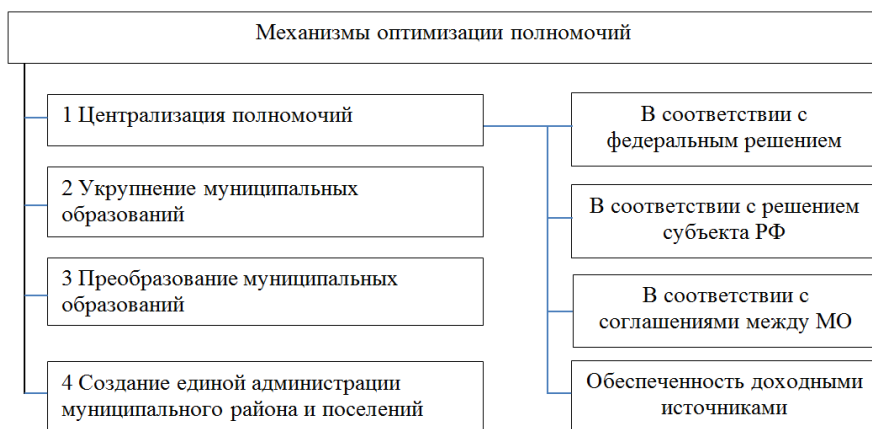 Механизмы оптимизации полномочий
1 Централизация полномочий
2 Укрупнение муниципальных
образований
3 Преобразование муниципальных
образований
4 Создание единой администрации
муниципального района и поселений
В соответствии с
федеральным решением
В соответствии с решением
субъекта РФ
В соответствии с
соглашениями между МО
Обеспеченность доходными
источниками